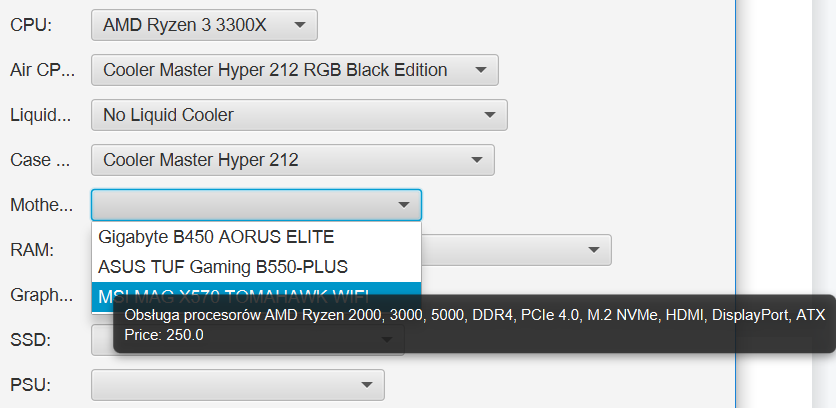 CPU: AMD Ryzen 3 3300X
Air CP... Cooler Master Hyper 212 RGB Black Edition
Liquid... No Liquid Cooler
Case ... Cooler Master Hyper 212
Mothe...
Gigabyte B450 AORUS ELITE
RAM:
ASUS TUF Gaming B550-PLUS
Graph... MSI MAG X570 TOMAHAWK WIFI
Obsługa procesorów AMD Ryzen 2000, 3000, 5000, DDR4, PCIe 4.0, M.2 NVMe, HDMI, DisplayPort, ATX
Price: 250.0
SSD:
PSU: